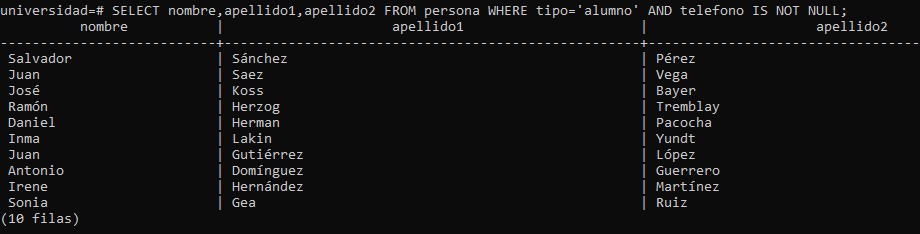 universidad=# SELECT nombre,apellido1,apellido2 FROM persona WHERE tipo='alumno' AND telefono IS NOT NULL;
nombre | apellido1 | apellido2
Salvador | Sánchez | Pérez
Juan | Saez | Vega
José | Koss | Bayer
Ramón | Herzog | Tremblay
Daniel | Herman | Pacocha
Inma | Lakin | Yundt
Juan | Gutiérrez | López
Antonio | Domínguez | Guerrero
Irene | Hernández | Martínez
Sonia | Gea | Ruiz
(10 filas)